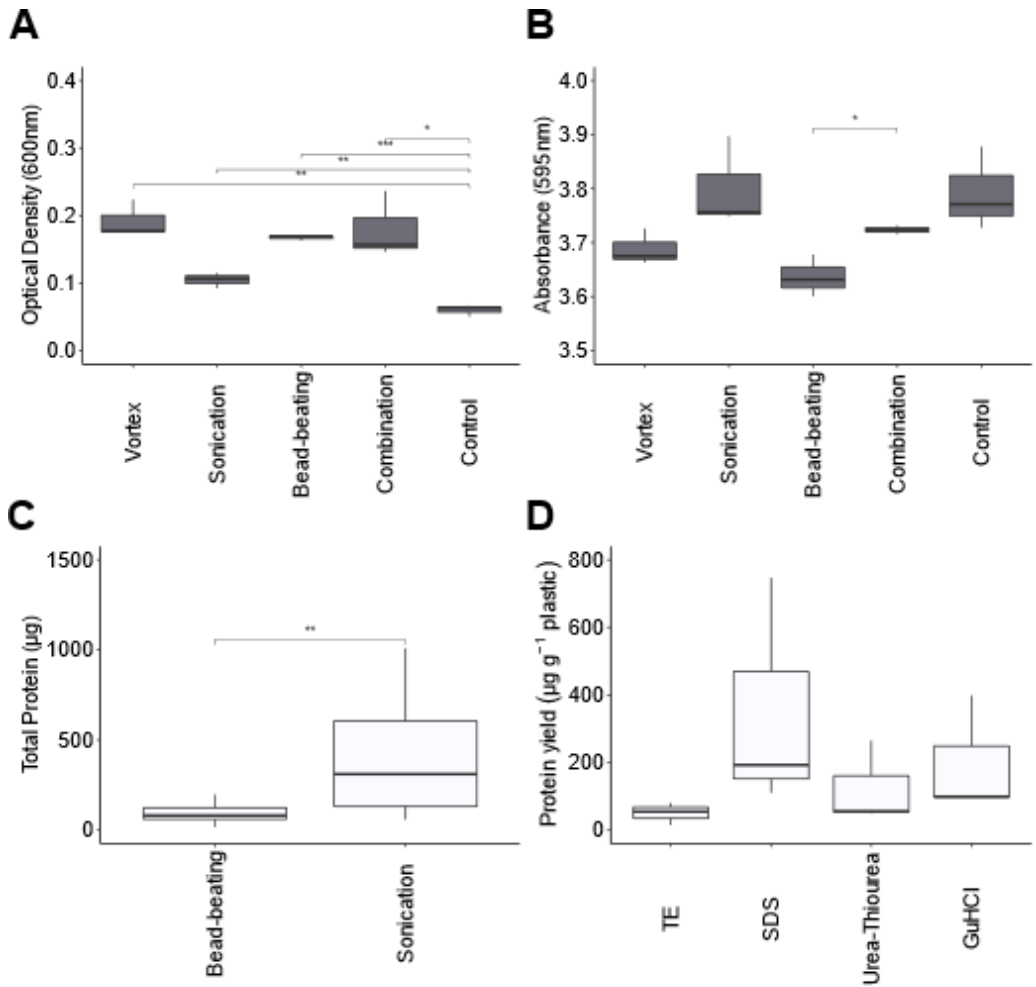 A
B
Optical Density (600nm)
0.4
0.3
0.2
0.1
0.0
*
***
**
**
Vortex
Sonication
Bead-beating
Combination
Control
Absorbance (595nm)
4.0
3.9
3.8
3.7
3.6
3.5
*
Vortex
Sonication
Bead-beating
Combination
Control
C
D
Total Protein (µg)
1500
1000
500
0
**
Bead-beating
Sonication
Protein yield (µg g⁻¹ plastic)
800
600
400
200
0
TE
SDS
Urea-Thiourea
GuHCl